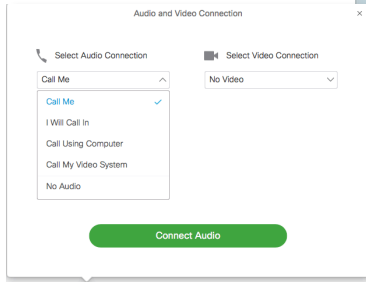 Audio and Video Connection
Select Audio Connection
Select Video Connection
Call Me
No Video
Call Me
I Will Call In
Call Using Computer
Call My Video System
No Audio
Connect Audio